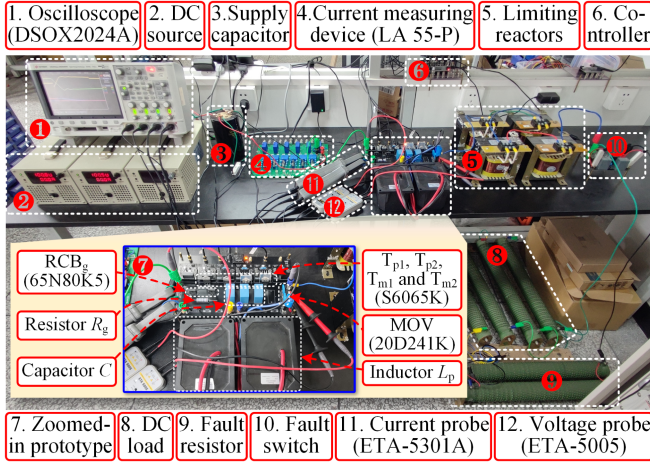 1. Oscilloscope
(DSOX2024A)
2. DC
source
3.Supply
capacitor
4.Current measuring
device (LA 55-P)
5. Limiting
reactors
6. Co-
ntroller
1
2
3
4
5
6
10
11
12
7
8
9
RCBg
(65N80K5)
Resistor Rg
Capacitor C
Tp1, Tp2,
Tm1 and Tm2
(S6065K)
MOV
(20D241K)
Inductor Lp
7. Zoomed-
in prototype
8. DC
load
9. Fault
resistor
10. Fault
switch
11. Current probe
(ETA-5301A)
12. Voltage probe
(ETA-5005)